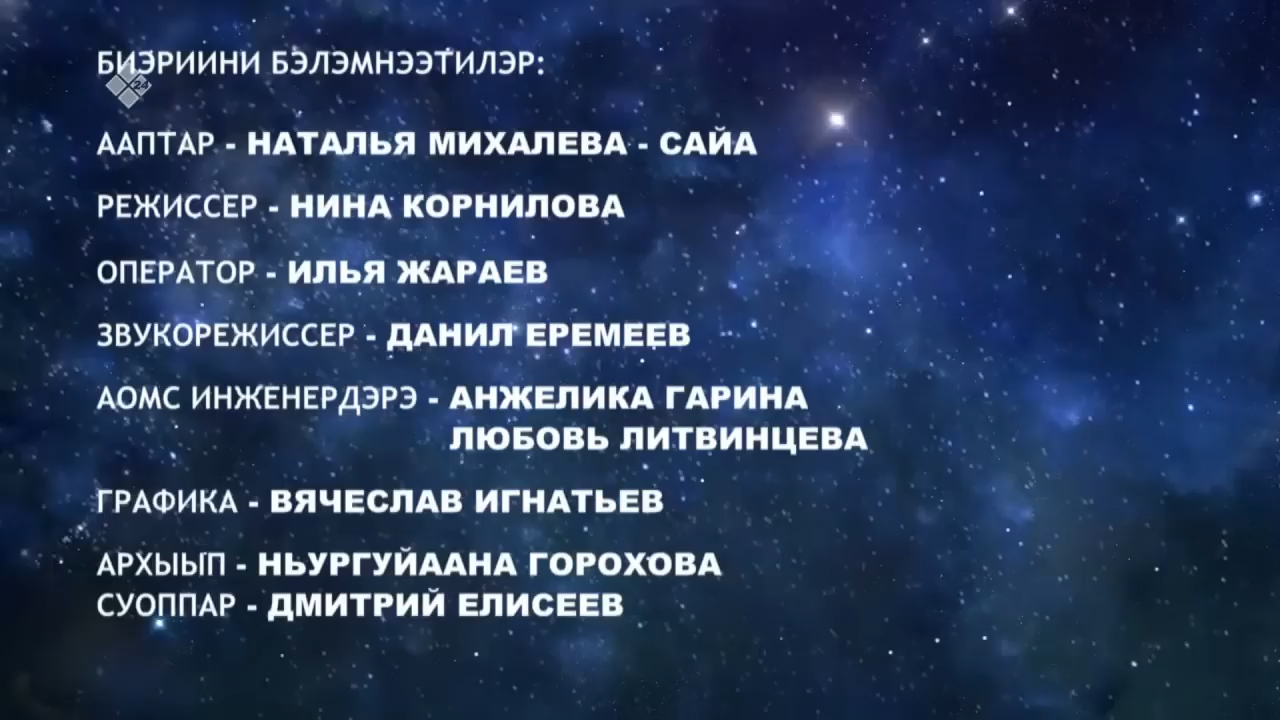 БИЭРИИНИ БЭЛЭМНЭЭТИЛЭР:
Х24
ААПТАР - НАТАЛЬЯ МИХАЛЕВА - САЙА
РЕЖИССЕР - НИНА КОРНИЛОВА
ОПЕРАТОР - ИЛЬЯ ЖАРАЕВ
ЗВУКОРЕЖИССЕР - ДАНИЛ ЕРЕМЕЕВ
АОМС ИНЖЕНЕРДЭРЭ - АНЖЕЛИКА ГАРИНА
ЛЮБОВЬ ЛИТВИНЦЕВА
ГРАФИКА - ВЯЧЕСЛАВ ИГНАТЬЕВ
АРХЫЫП - НЬУРГУЙААНА ГОРОХОВА
СУОППАР - ДМИТРИЙ ЕЛИСЕЕВ